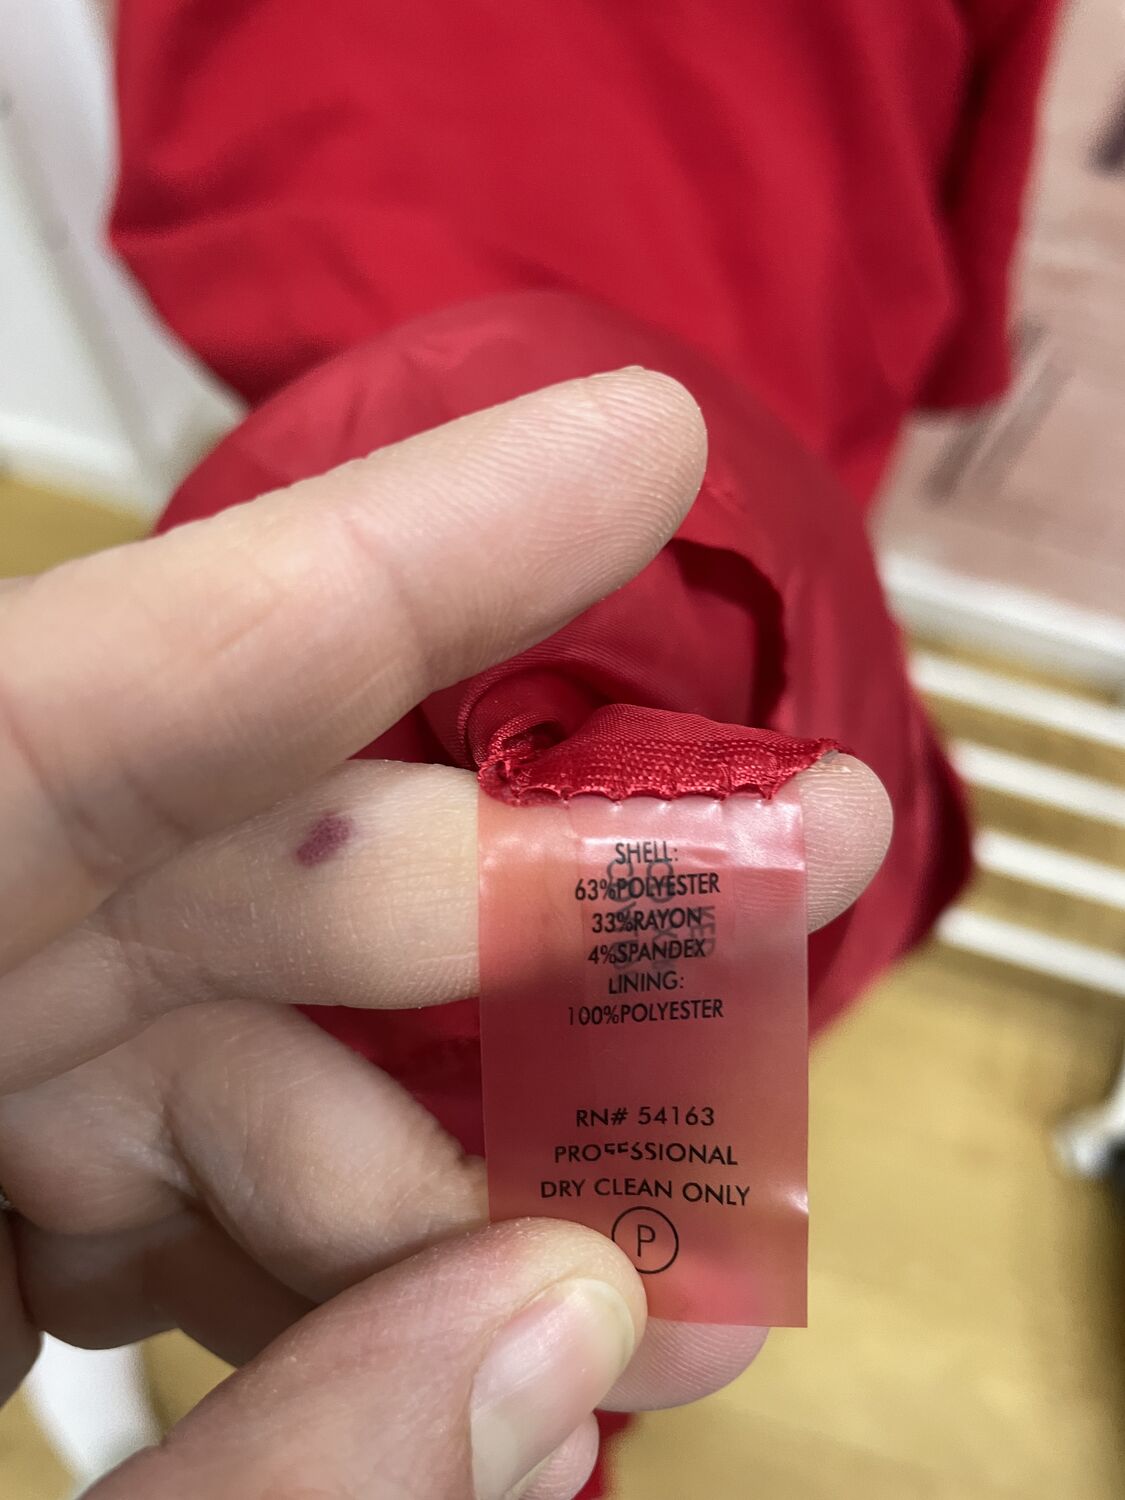 SHELL:
63%POLYESTER
33%RAYON
4%SPANDEX
LINING:
100%POLYESTER
RN# 54163
PROFESSIONAL
DRY CLEAN ONLY
P